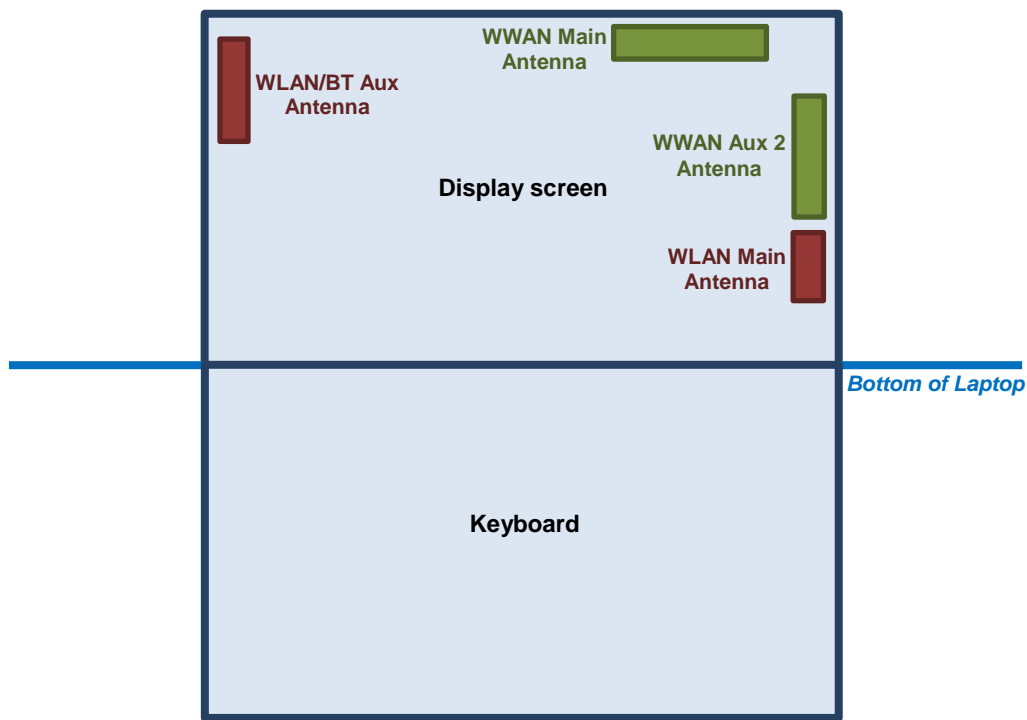 WWAN Main
Antenna
WLAN/BT Aux
Antenna
WWAN Aux 2
Antenna
Display screen
WLAN Main
Antenna
Bottom of Laptop
Keyboard